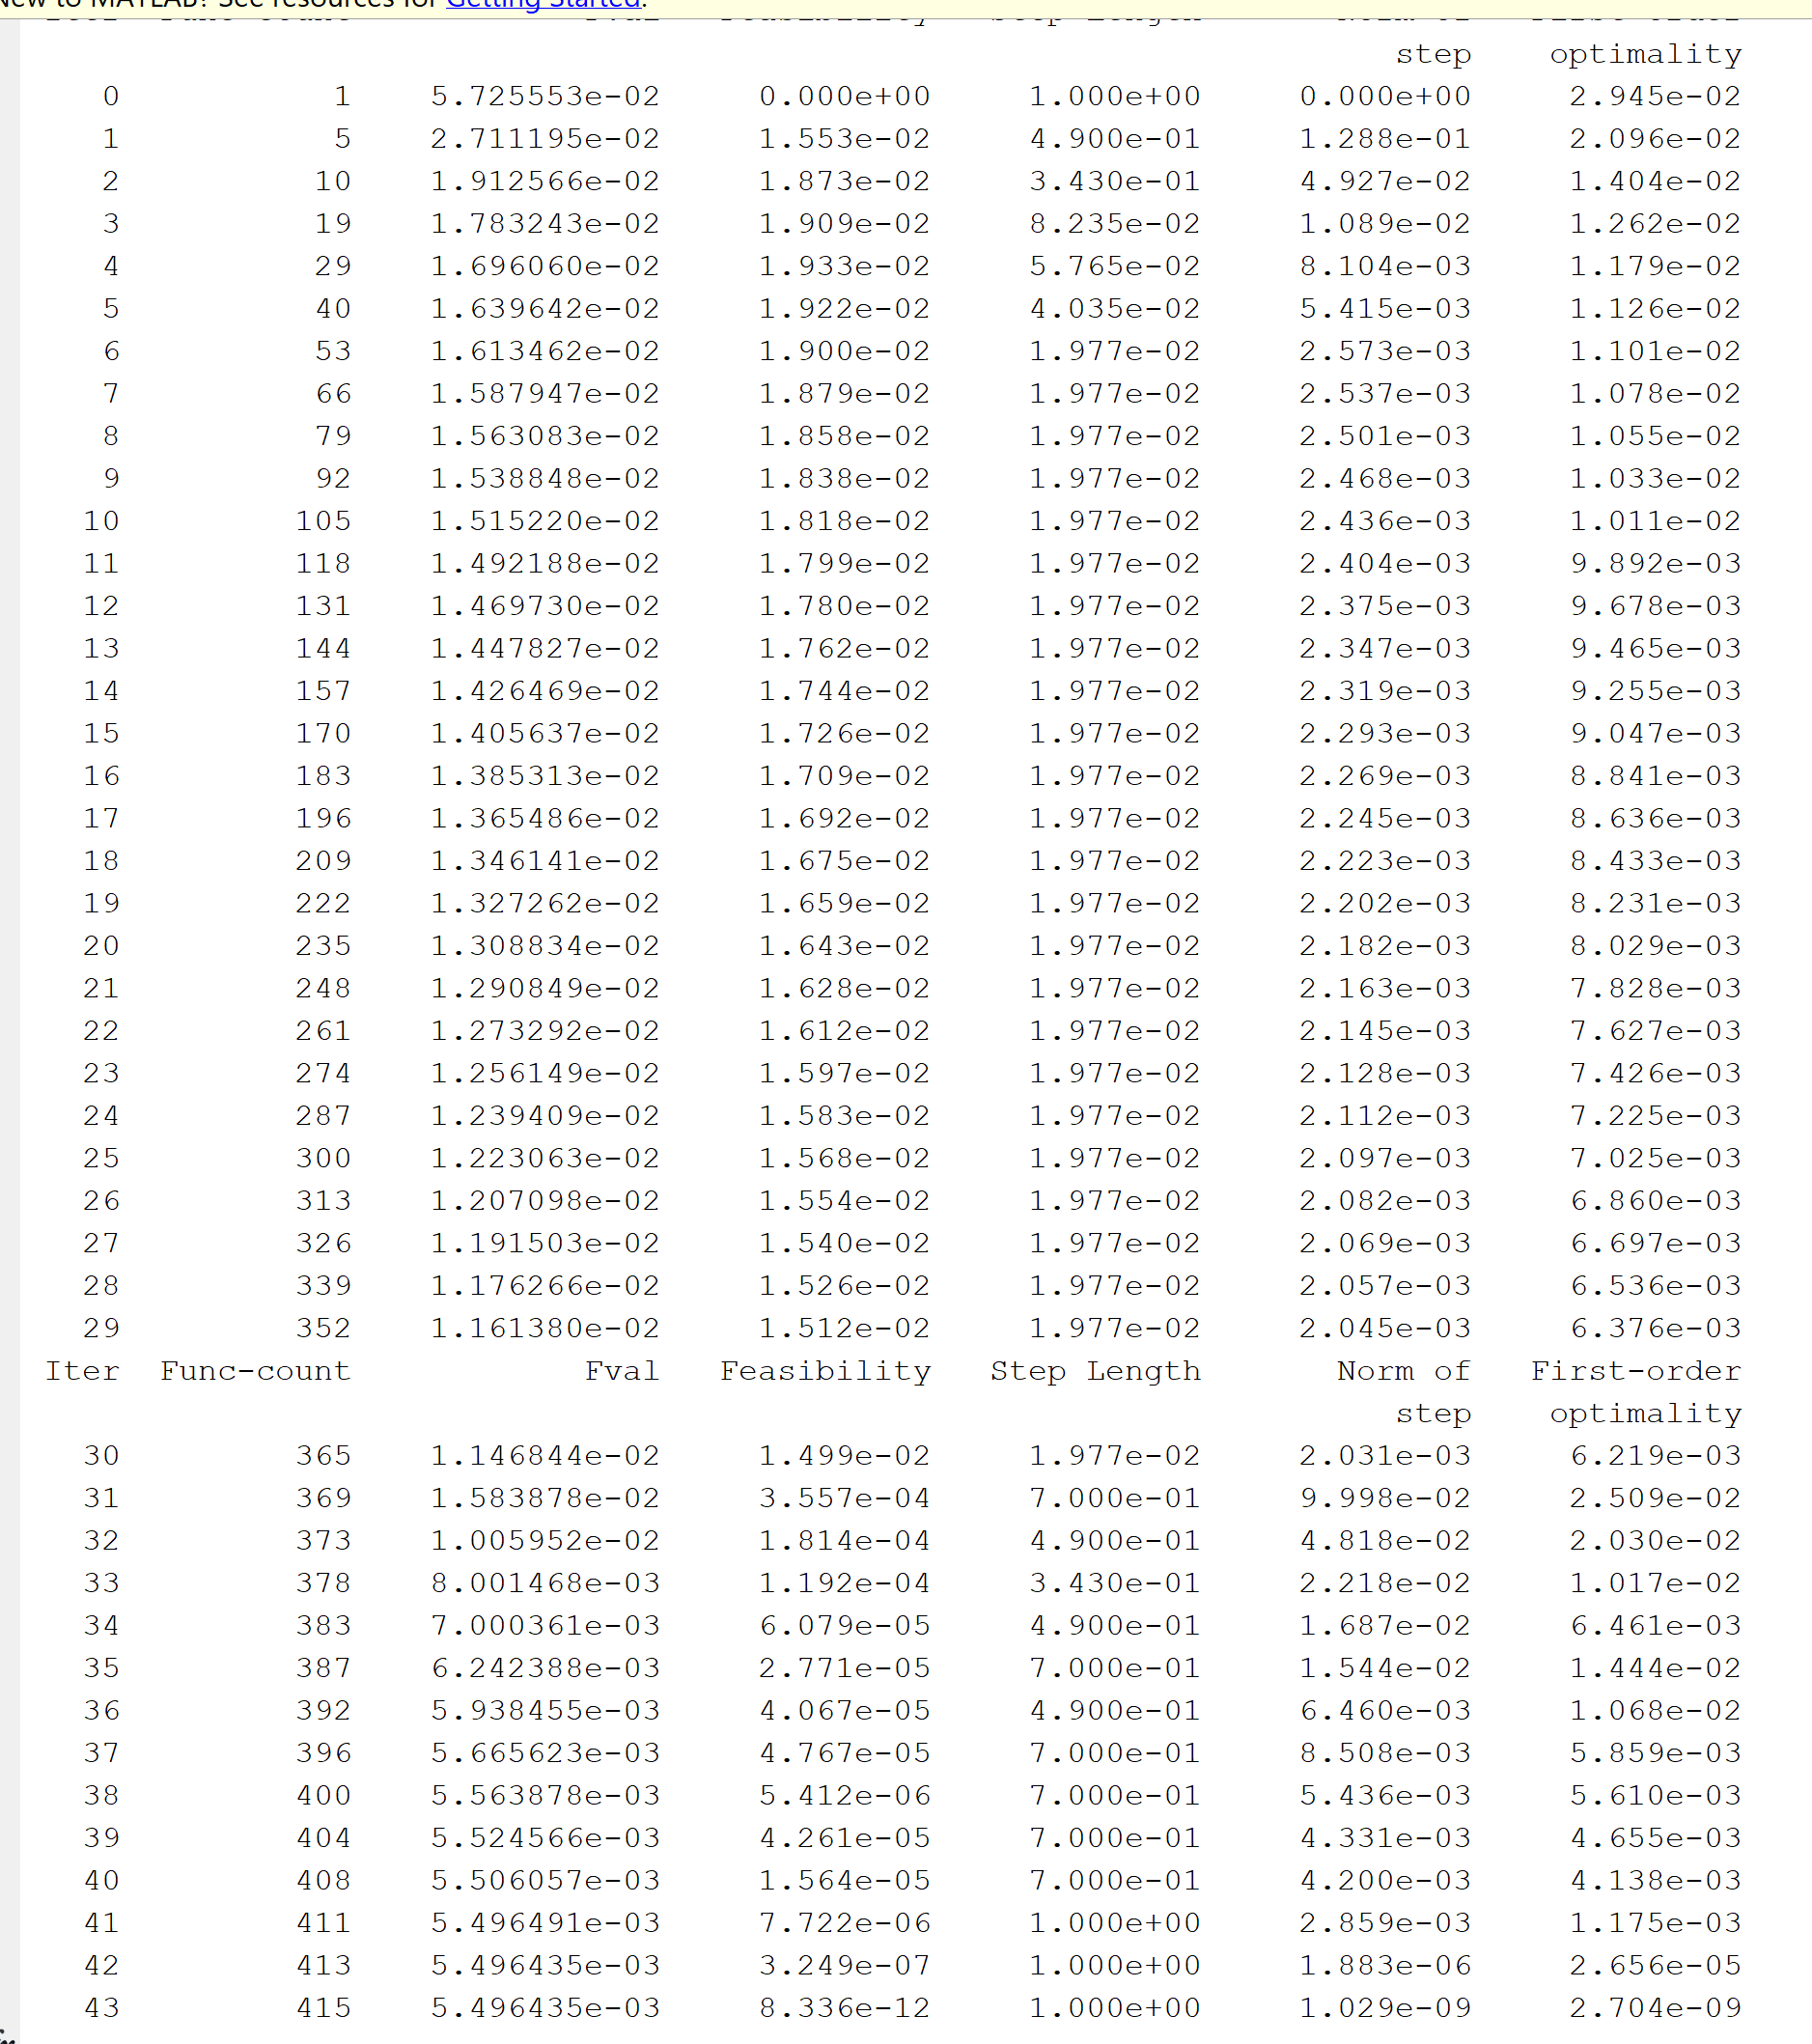 New to MATLAB? See resources for Getting Started.
step optimality
0 1 5.725553e-02 0.000e+00 1.000e+00 0.000e+00 2.945e-02
1 5 2.711195e-02 1.553e-02 4.900e-01 1.288e-01 2.096e-02
2 10 1.912566e-02 1.873e-02 3.430e-01 4.927e-02 1.404e-02
3 19 1.783243e-02 1.909e-02 8.235e-02 1.089e-02 1.262e-02
4 29 1.696060e-02 1.933e-02 5.765e-02 8.104e-03 1.179e-02
5 40 1.639642e-02 1.922e-02 4.035e-02 5.415e-03 1.126e-02
6 53 1.613462e-02 1.900e-02 1.977e-02 2.573e-03 1.101e-02
7 66 1.587947e-02 1.879e-02 1.977e-02 2.537e-03 1.078e-02
8 79 1.563083e-02 1.858e-02 1.977e-02 2.501e-03 1.055e-02
9 92 1.538848e-02 1.838e-02 1.977e-02 2.468e-03 1.033e-02
10 105 1.515220e-02 1.818e-02 1.977e-02 2.436e-03 1.011e-02
11 118 1.492188e-02 1.799e-02 1.977e-02 2.404e-03 9.892e-03
12 131 1.469730e-02 1.780e-02 1.977e-02 2.375e-03 9.678e-03
13 144 1.447827e-02 1.762e-02 1.977e-02 2.347e-03 9.465e-03
14 157 1.426469e-02 1.744e-02 1.977e-02 2.319e-03 9.255e-03
15 170 1.405637e-02 1.726e-02 1.977e-02 2.293e-03 9.047e-03
16 183 1.385313e-02 1.709e-02 1.977e-02 2.269e-03 8.841e-03
17 196 1.365486e-02 1.692e-02 1.977e-02 2.245e-03 8.636e-03
18 209 1.346141e-02 1.675e-02 1.977e-02 2.223e-03 8.433e-03
19 222 1.327262e-02 1.659e-02 1.977e-02 2.202e-03 8.231e-03
20 235 1.308834e-02 1.643e-02 1.977e-02 2.182e-03 8.029e-03
21 248 1.290849e-02 1.628e-02 1.977e-02 2.163e-03 7.828e-03
22 261 1.273292e-02 1.612e-02 1.977e-02 2.145e-03 7.627e-03
23 274 1.256149e-02 1.597e-02 1.977e-02 2.128e-03 7.426e-03
24 287 1.239409e-02 1.583e-02 1.977e-02 2.112e-03 7.225e-03
25 300 1.223063e-02 1.568e-02 1.977e-02 2.097e-03 7.025e-03
26 313 1.207098e-02 1.554e-02 1.977e-02 2.082e-03 6.860e-03
27 326 1.191503e-02 1.540e-02 1.977e-02 2.069e-03 6.697e-03
28 339 1.176266e-02 1.526e-02 1.977e-02 2.057e-03 6.536e-03
29 352 1.161380e-02 1.512e-02 1.977e-02 2.045e-03 6.376e-03
Iter Func-count Fval Feasibility Step Length Norm of First-order
step optimality
30 365 1.146844e-02 1.499e-02 1.977e-02 2.031e-03 6.219e-03
31 369 1.583878e-02 3.557e-04 7.000e-01 9.998e-02 2.509e-02
32 373 1.005952e-02 1.814e-04 4.900e-01 4.818e-02 2.030e-02
33 378 8.001468e-03 1.192e-04 3.430e-01 2.218e-02 1.017e-02
34 383 7.000361e-03 6.079e-05 4.900e-01 1.687e-02 6.461e-03
35 387 6.242388e-03 2.771e-05 7.000e-01 1.544e-02 1.444e-02
36 392 5.938455e-03 4.067e-05 4.900e-01 6.460e-03 1.068e-02
37 396 5.665623e-03 4.767e-05 7.000e-01 8.508e-03 5.859e-03
38 400 5.563878e-03 5.412e-06 7.000e-01 5.436e-03 5.610e-03
39 404 5.524566e-03 4.261e-05 7.000e-01 4.331e-03 4.655e-03
40 408 5.506057e-03 1.564e-05 7.000e-01 4.200e-03 4.138e-03
41 411 5.496491e-03 7.722e-06 1.000e+00 2.859e-03 1.175e-03
42 413 5.496435e-03 3.249e-07 1.000e+00 1.883e-06 2.656e-05
43 415 5.496435e-03 8.336e-12 1.000e+00 1.029e-09 2.704e-09